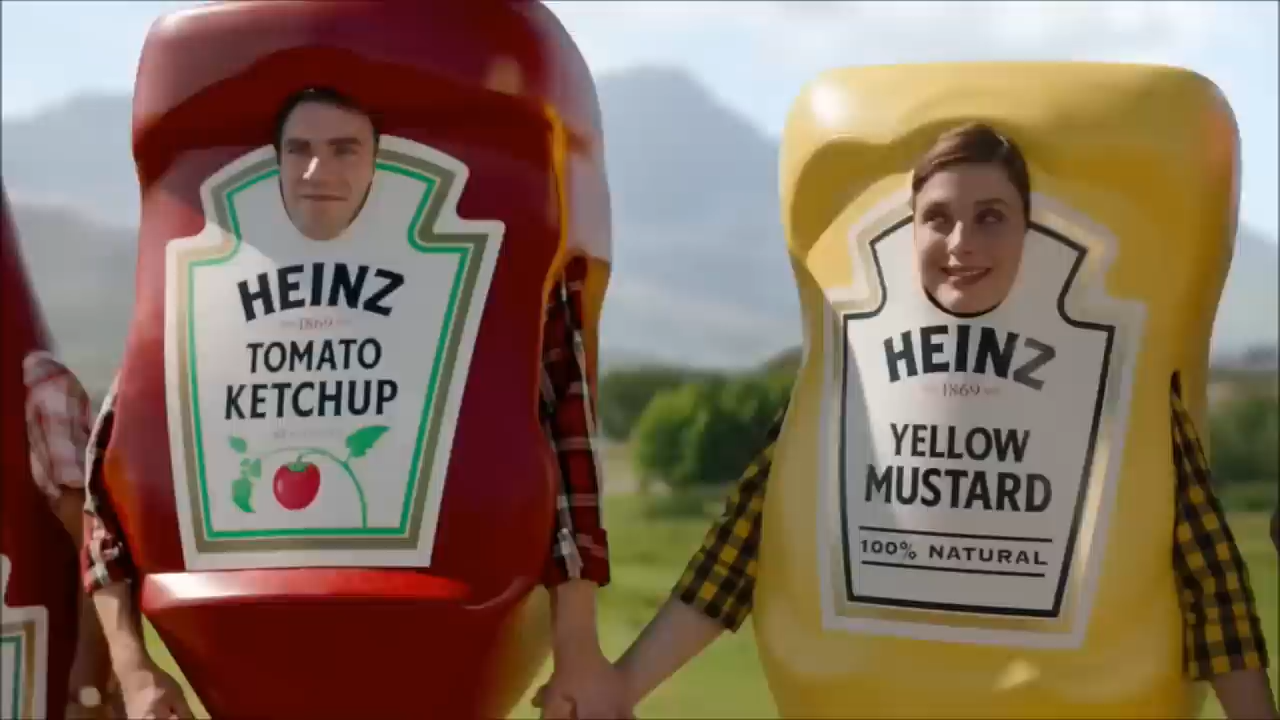 HEINZ
1869
TOMATO
KETCHUP
HEINZ
1869
YELLOW
MUSTARD
100% NATURAL